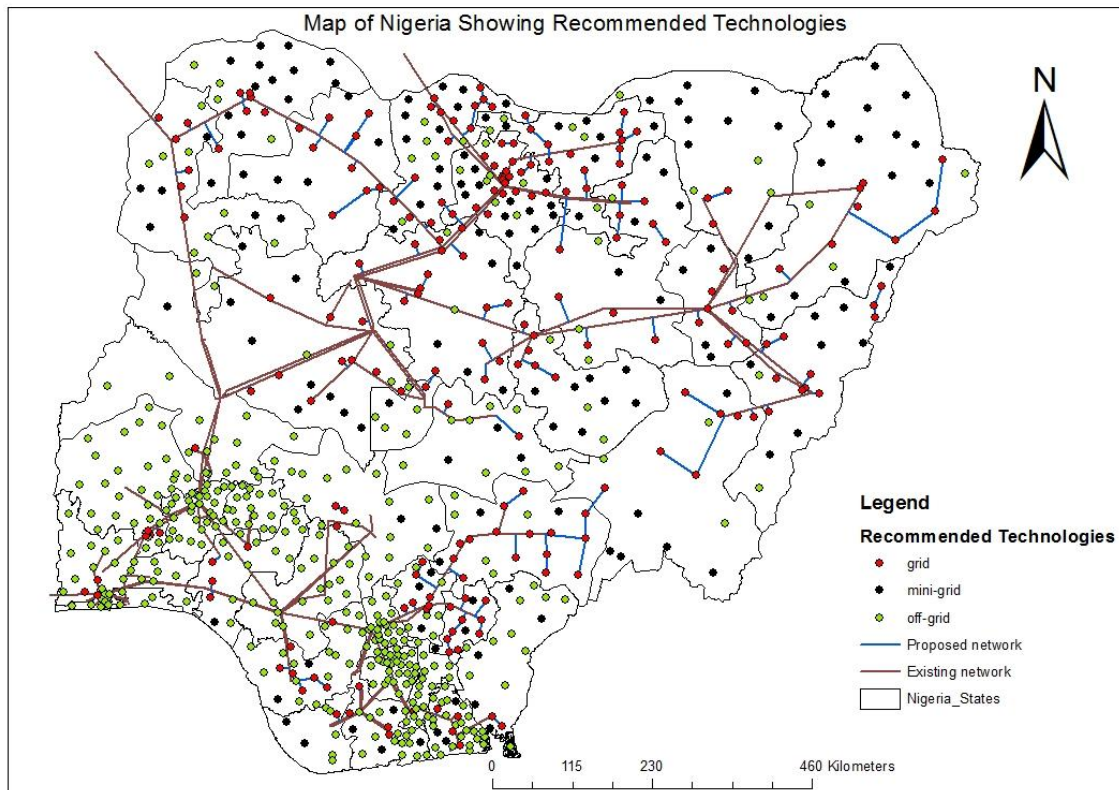 Map of Nigeria Showing Recommended Technologies
N
Legend
Recommended Technologies
grid
mini-grid
off-grid
Proposed network
Existing network
Nigeria_States
0 115 230 460 Kilometers